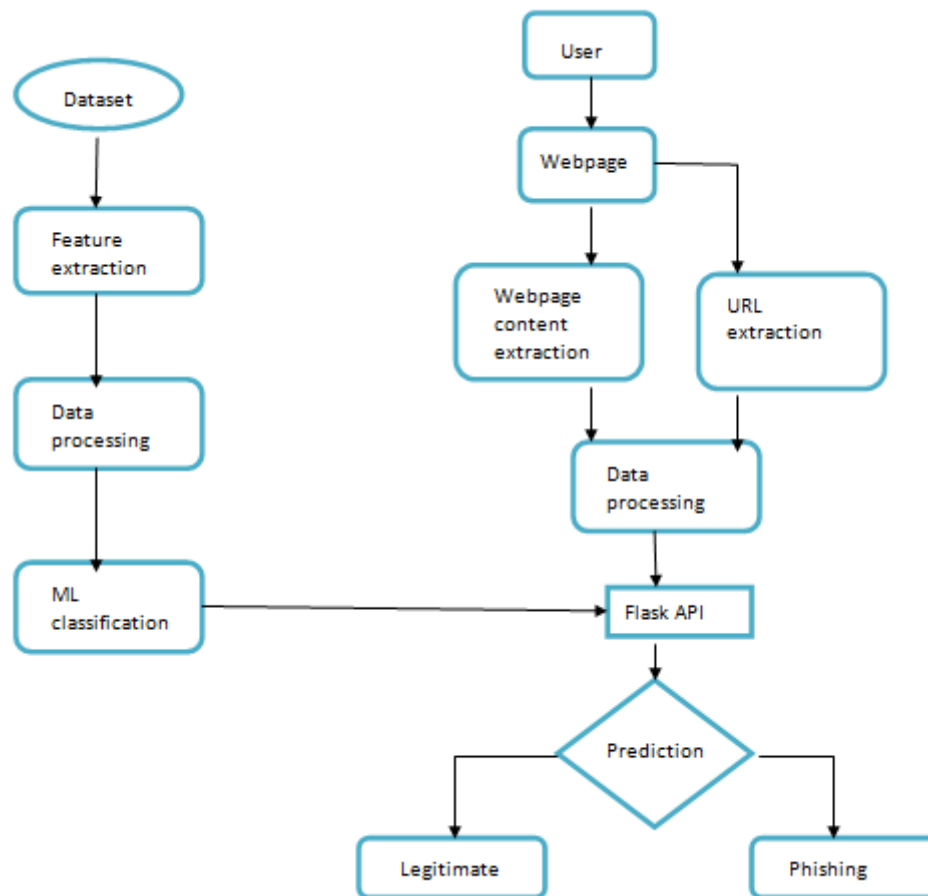 User
Dataset
Webpage
Feature
extraction
Webpage
content
extraction
URL
extraction
Data
processing
Data
processing
ML
classification
Flask API
Prediction
Legitimate
Phishing